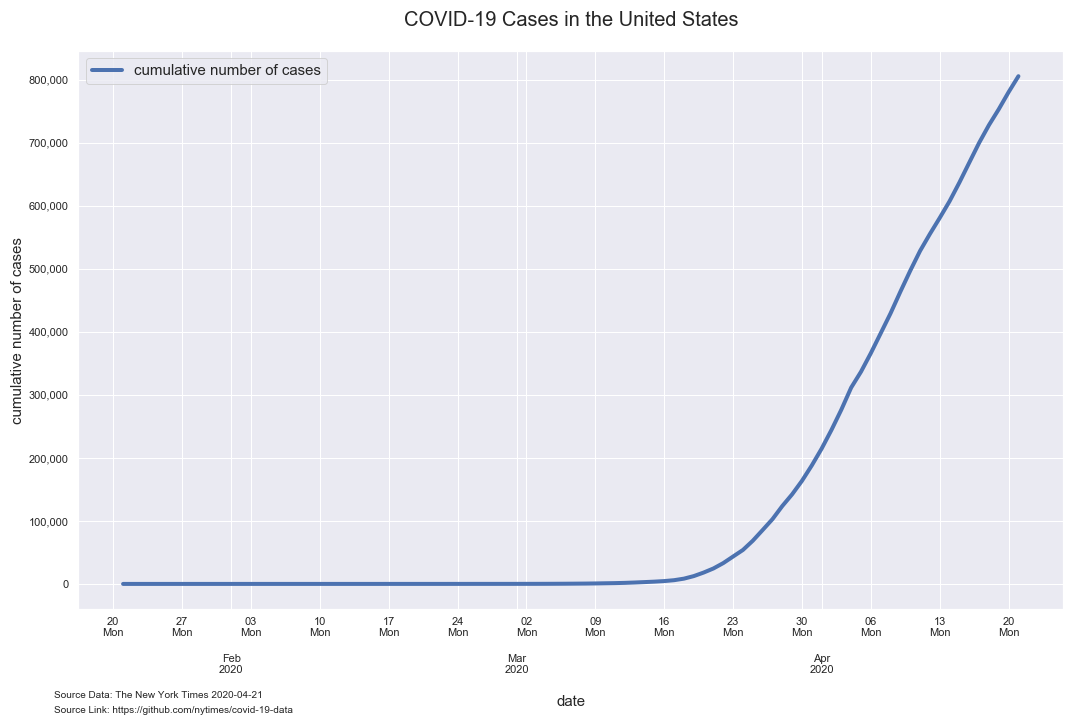 COVID-19 Cases in the United States
cumulative number of cases
cumulative number of cases
800,000
700,000
600,000
500,000
400,000
300,000
200,000
100,000
0
20 27 03 10 17 24 02 09 16 23 30 06 13 20
Mon Mon Mon Mon Mon Mon Mon Mon Mon Mon Mon Mon Mon Mon
Feb Mar Apr
2020 2020 2020
date
Source Data: The New York Times 2020-04-21
Source Link: https://github.com/nytimes/covid-19-data